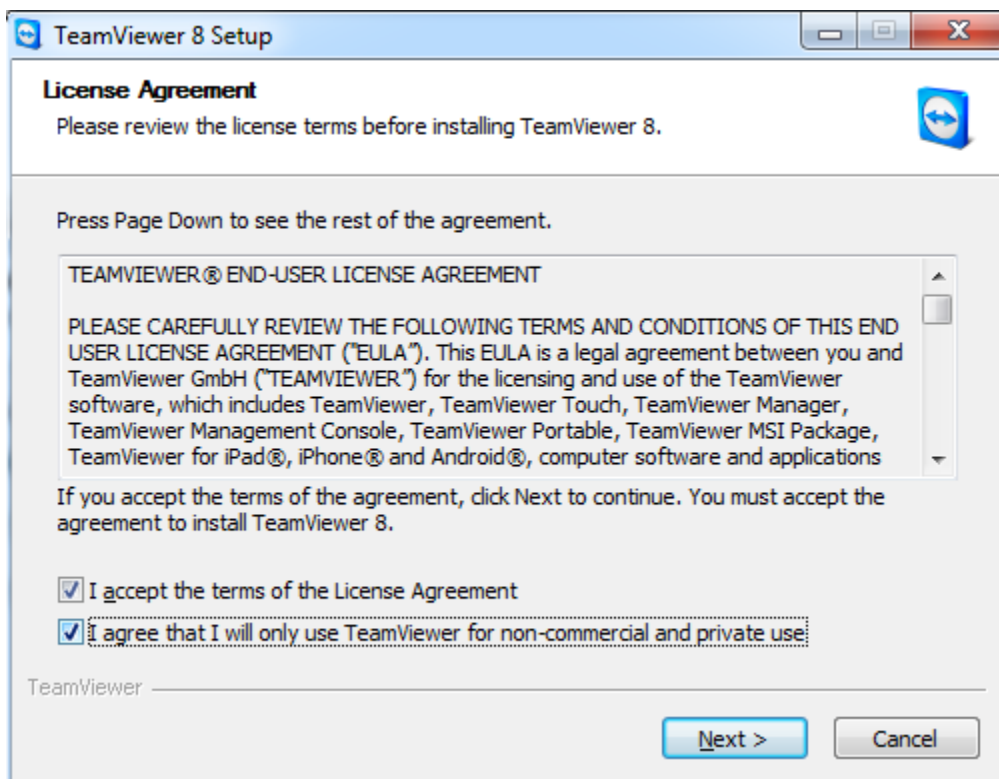 TeamViewer 8 Setup
License Agreement
Please review the license terms before installing TeamViewer 8.
Press Page Down to see the rest of the agreement.
TEAMVIEWER® END-USER LICENSE AGREEMENT
PLEASE CAREFULLY REVIEW THE FOLLOWING TERMS AND CONDITIONS OF THIS END
USER LICENSE AGREEMENT ("EULA"). This EULA is a legal agreement between you and
TeamViewer GmbH ("TEAMVIEWER") for the licensing and use of the TeamViewer
software, which includes TeamViewer, TeamViewer Touch, TeamViewer Manager,
TeamViewer Management Console, TeamViewer Portable, TeamViewer MSI Package,
TeamViewer for iPad®, iPhone® and Android®, computer software and applications
If you accept the terms of the agreement, click Next to continue. You must accept the
agreement to install TeamViewer 8.
I accept the terms of the License Agreement
I agree that I will only use TeamViewer for non-commercial and private use
TeamViewer
Next >
Cancel